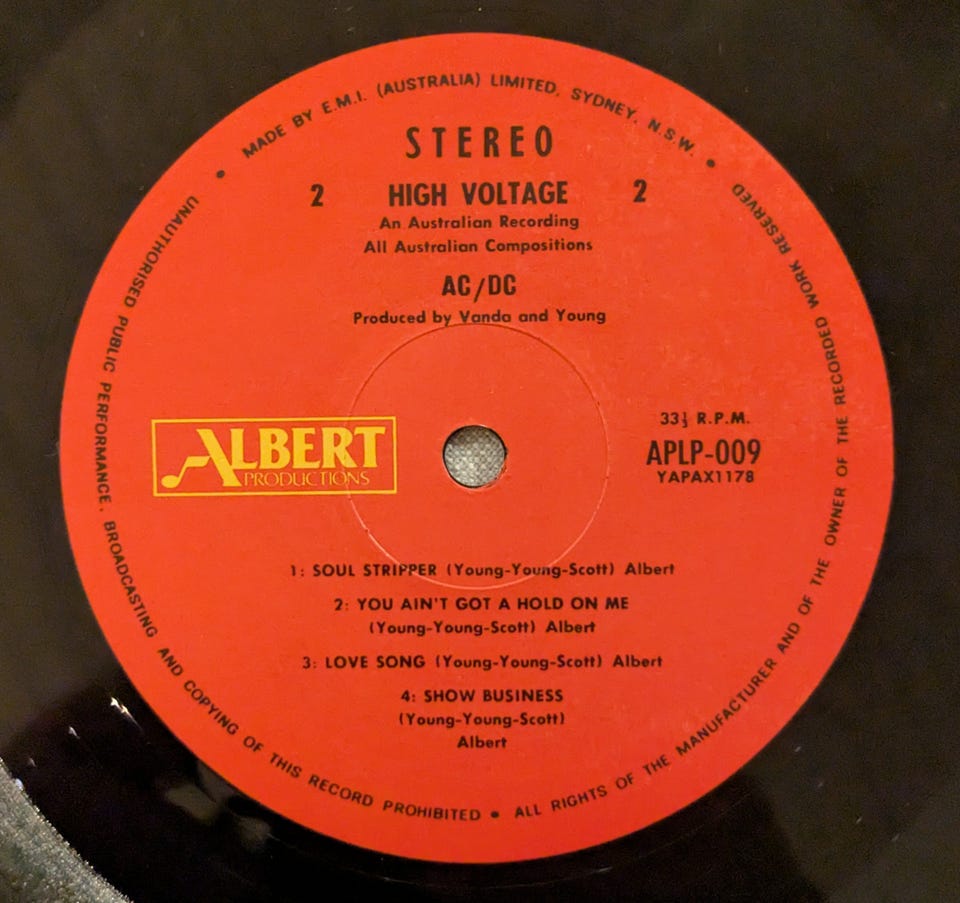 MADE BY E.M.I. (AUSTRALIA) LIMITED, SYDNEY, N.S.W. •
STEREO
2 HIGH VOLTAGE 2
An Australian Recording
All Australian Compositions
AC/DC
Produced by Vanda and Young
ALBERT
PRODUCTIONS
33⅓ R.P.M.
APLP-009
YAPAX1178
1: SOUL STRIPPER (Young-Young-Scott) Albert
2: YOU AIN'T GOT A HOLD ON ME
(Young-Young-Scott) Albert
3: LOVE SONG (Young-Young-Scott) Albert
4: SHOW BUSINESS
(Young-Young-Scott)
Albert
• UNAUTHORISED PUBLIC PERFORMANCE, BROADCASTING AND COPYING OF THIS RECORD PROHIBITED • ALL RIGHTS OF THE MANUFACTURER AND OF THE OWNER OF THE RECORDED WORK RESERVED